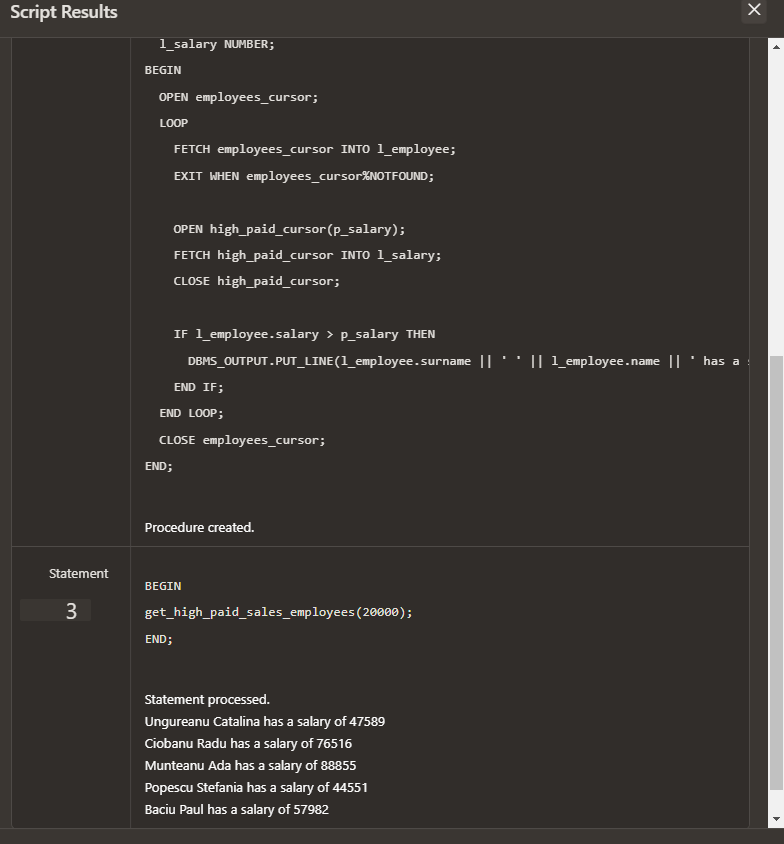 Script Results
l_salary NUMBER;
BEGIN
OPEN employees_cursor;
LOOP
FETCH employees_cursor INTO l_employee;
EXIT WHEN employees_cursor%NOTFOUND;
OPEN high_paid_cursor(p_salary);
FETCH high_paid_cursor INTO l_salary;
CLOSE high_paid_cursor;
IF l_employee.salary > p_salary THEN
DBMS_OUTPUT.PUT_LINE(l_employee.surname || ' ' || l_employee.name || ' has a
END IF;
END LOOP;
CLOSE employees_cursor;
END;
Procedure created.
Statement
3
BEGIN
get_high_paid_sales_employees(20000);
END;
Statement processed.
Ungureanu Catalina has a salary of 47589
Ciobanu Radu has a salary of 76516
Munteanu Ada has a salary of 88855
Popescu Stefania has a salary of 44551
Baciu Paul has a salary of 57982